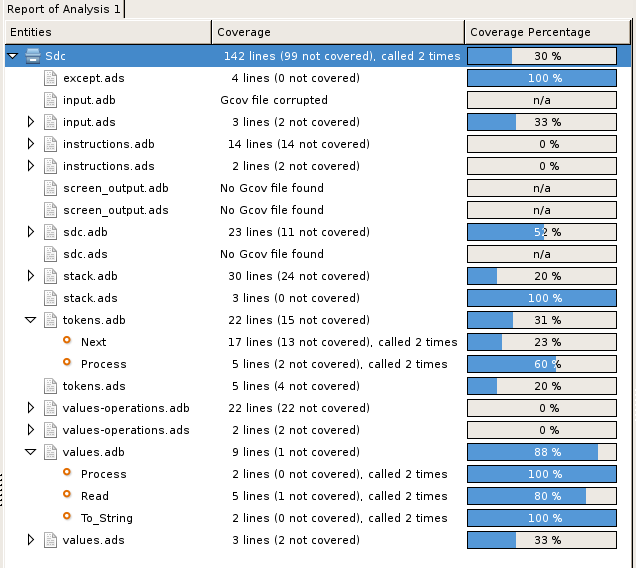 Report of Analysis 1
Entities Coverage Coverage Percentage
Sdc 142 lines (99 not covered), called 2 times 30 %
except.ads 4 lines (0 not covered) 100 %
input.adb Gcov file corrupted n/a
input.ads 3 lines (2 not covered) 33 %
instructions.adb 14 lines (14 not covered) 0 %
instructions.ads 2 lines (2 not covered) 0 %
screen_output.adb No Gcov file found n/a
screen_output.ads No Gcov file found n/a
sdc.adb 23 lines (11 not covered) 52 %
sdc.ads No Gcov file found n/a
stack.adb 30 lines (24 not covered) 20 %
stack.ads 3 lines (0 not covered) 100 %
tokens.adb 22 lines (15 not covered) 31 %
Next 17 lines (13 not covered), called 2 times 23 %
Process 5 lines (2 not covered), called 2 times 60 %
tokens.ads 5 lines (4 not covered) 20 %
values-operations.adb 22 lines (22 not covered) 0 %
values-operations.ads 2 lines (2 not covered) 0 %
values.adb 9 lines (1 not covered) 88 %
Process 2 lines (0 not covered), called 2 times 100 %
Read 5 lines (1 not covered), called 2 times 80 %
To_String 2 lines (0 not covered), called 2 times 100 %
values.ads 3 lines (2 not covered) 33 %